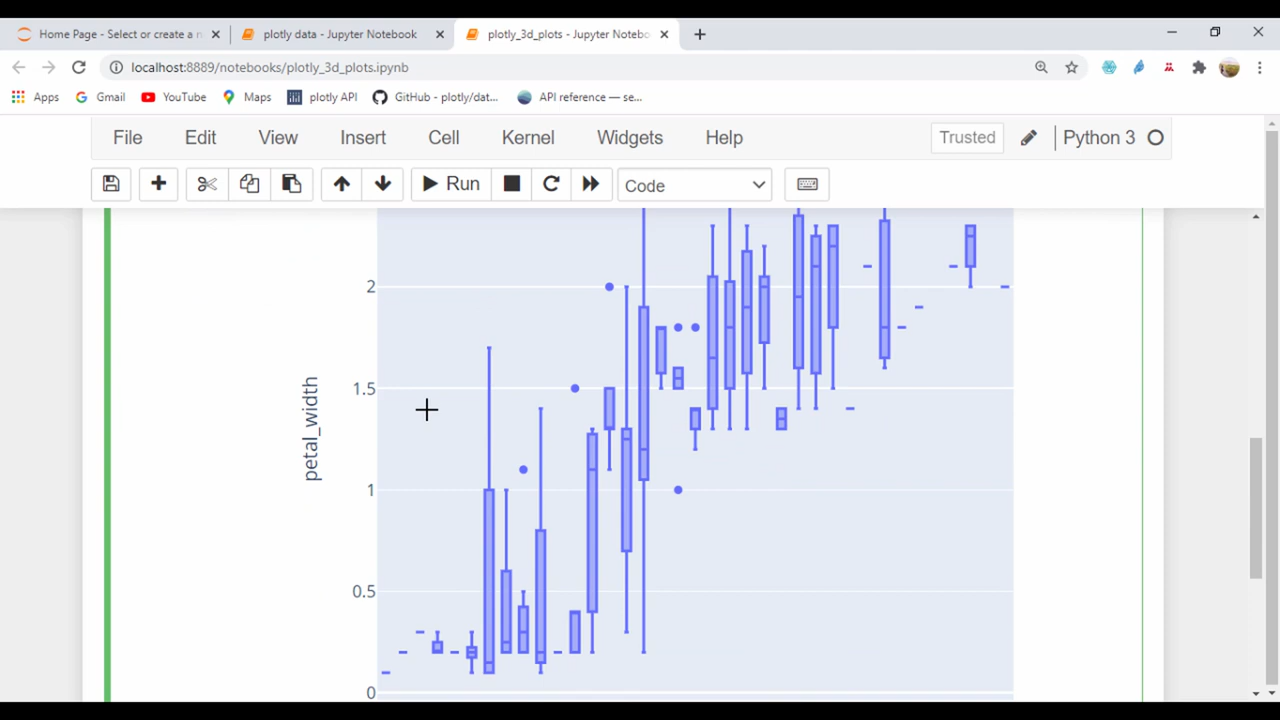 Home Page - Select or create a n
plotly data - Jupyter Notebook
plotly_3d_plots - Jupyter Notebo
localhost:8889/notebooks/plotly_3d_plots.ipynb
Apps Gmail YouTube Maps plotly API GitHub - plotly/dat... API reference — se...
File Edit View Insert Cell Kernel Widgets Help Trusted Python 3
Run Code
2
1.5
1
0.5
0
petal_width